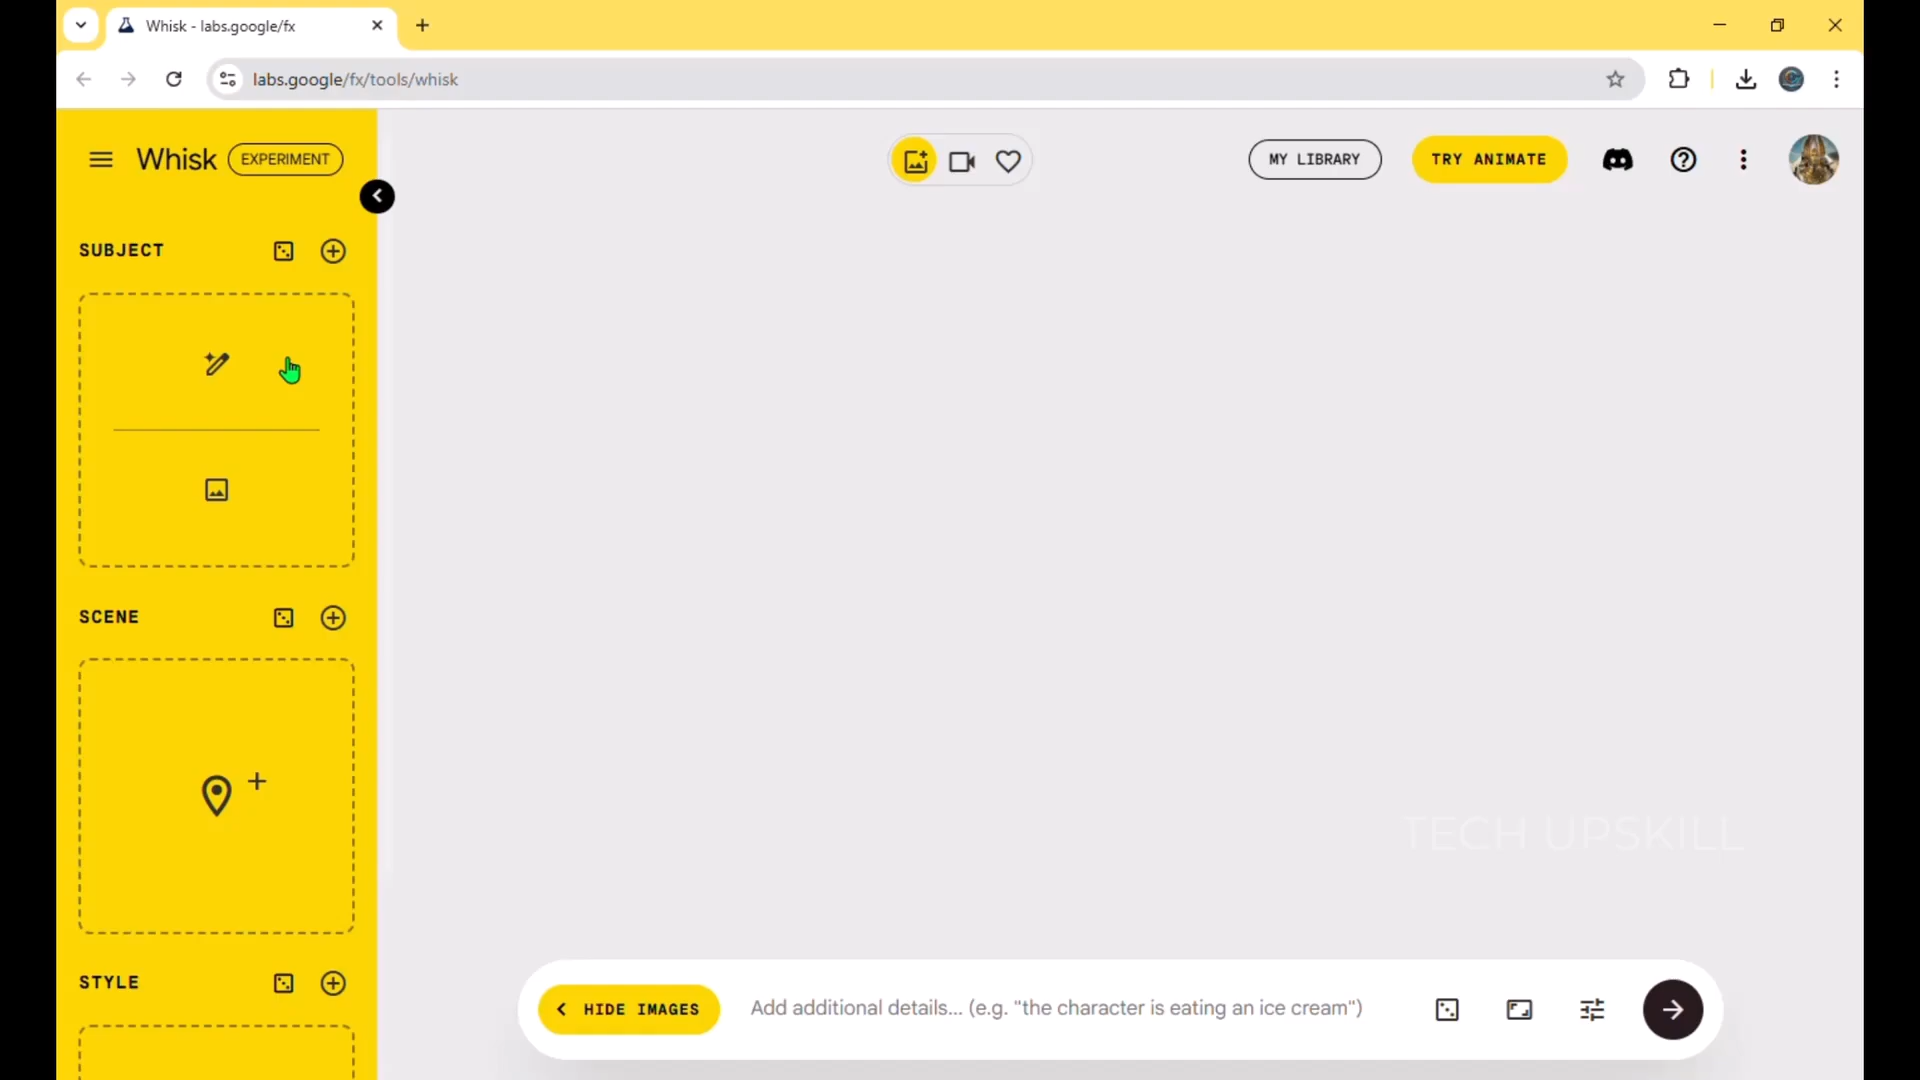 Whisk - labs.google/fx
labs.google/fx/tools/whisk
Whisk EXPERIMENT
MY LIBRARY
TRY ANIMATE
SUBJECT
SCENE
TECH UPSKILL
STYLE
HIDE IMAGES
Add additional details... (e.g. "the character is eating an ice cream")